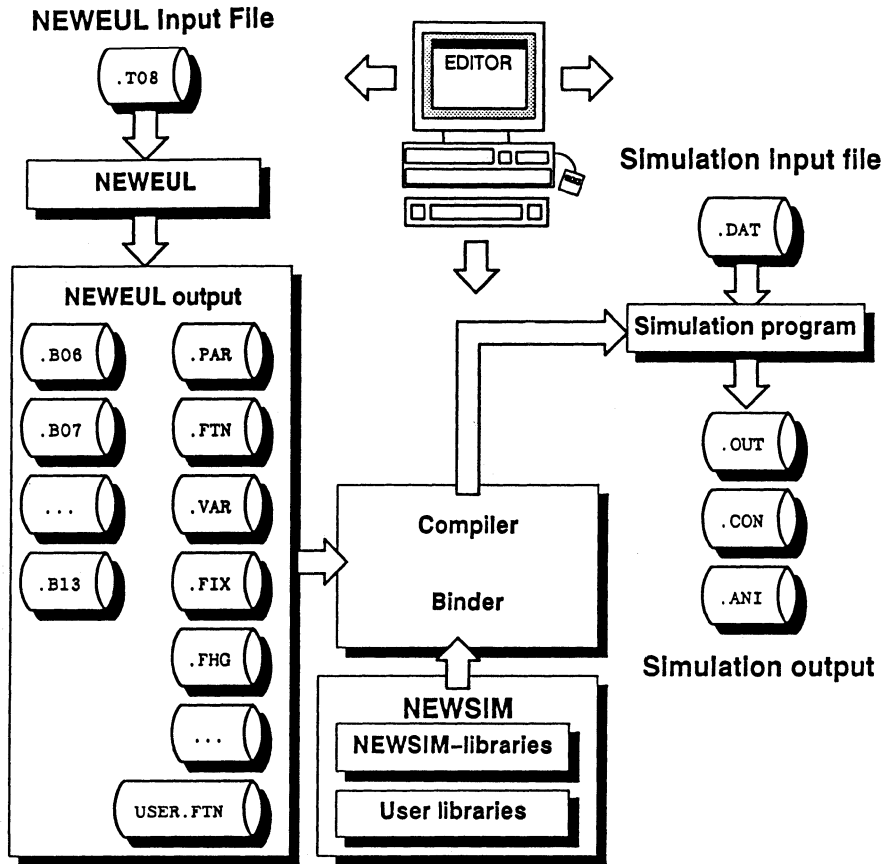 NEWEUL Input File
.T08
NEWEUL
NEWEUL output
.B06
.PAR
.B07
.FTN
...
.VAR
.B13
.FIX
.FHG
...
USER.FTN
EDITOR
Compiler
Binder
NEWSIM
NEWSIM-libraries
User libraries
Simulation input file
.DAT
Simulation program
.OUT
.CON
.ANI
Simulation output